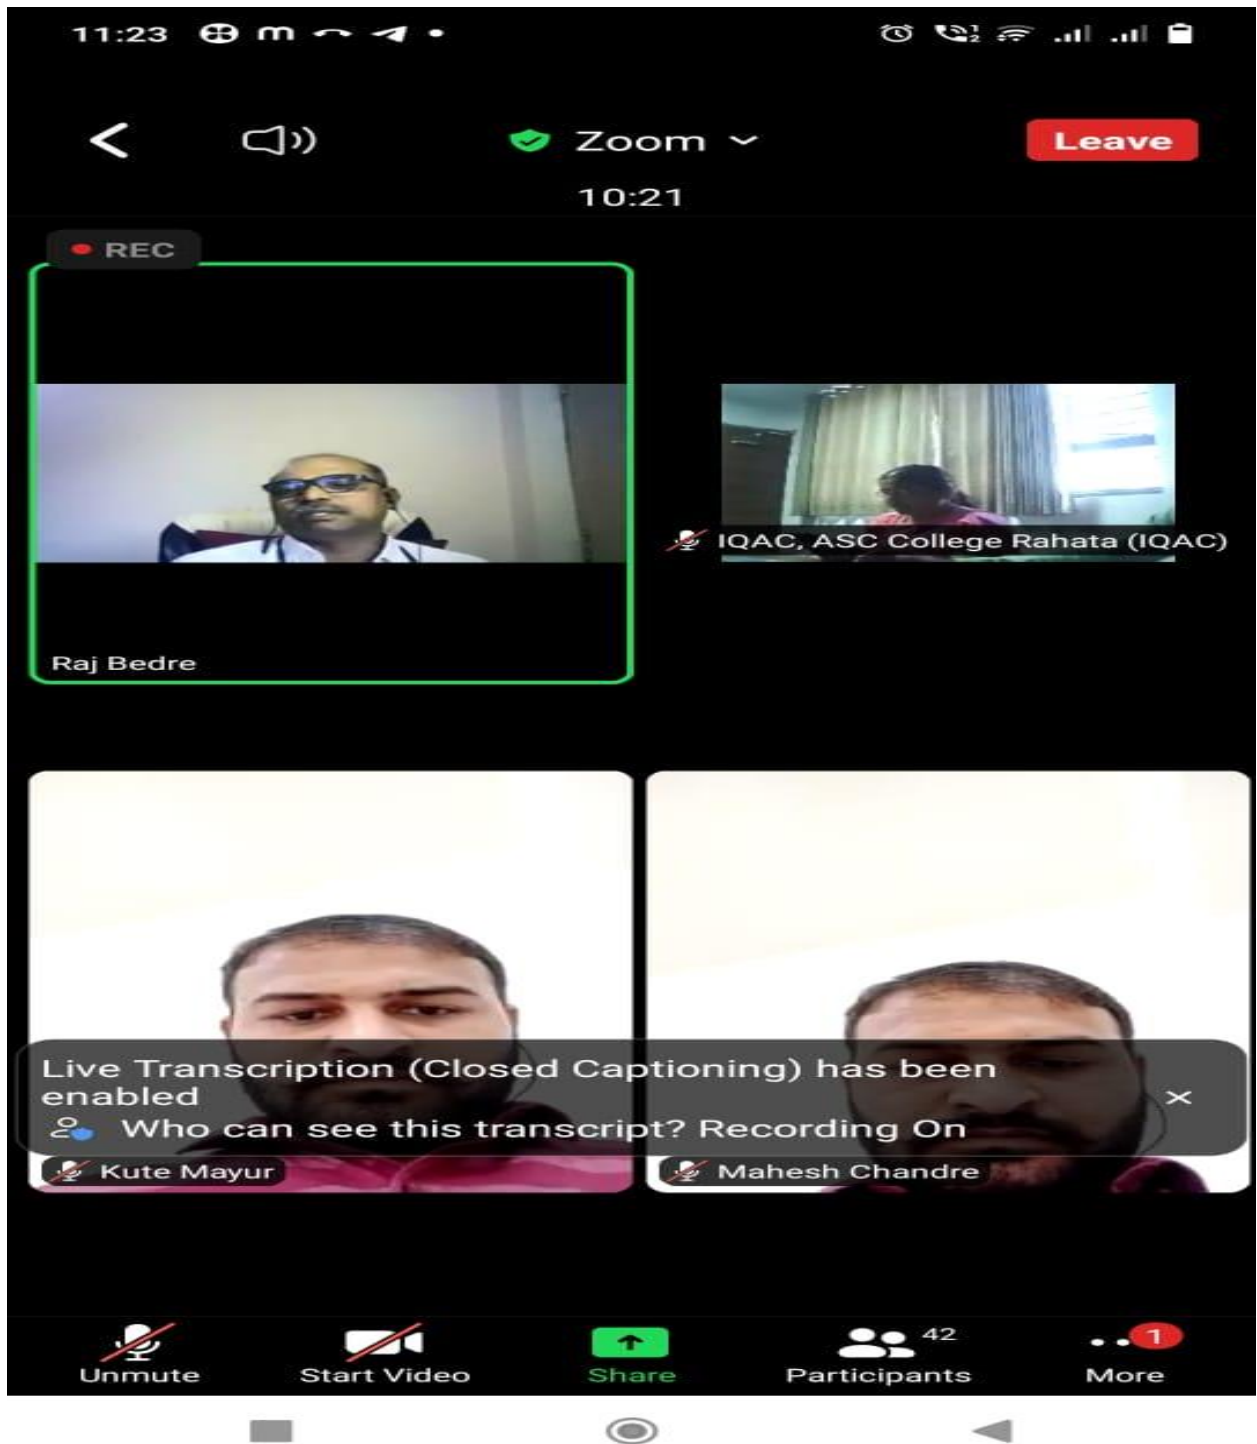 11:23
Zoom
Leave
10:21
REC
IQAC, ASC College Rahata (IQAC)
Raj Bedre
Live Transcription (Closed Captioning) has been
enabled
Who can see this transcript? Recording On
Kute Mayur
Mahesh Chandre
42
1
Unmute
Start Video
Share
Participants
More